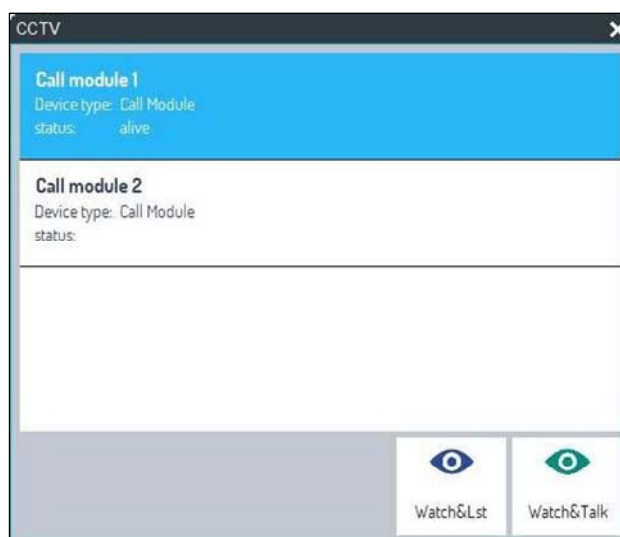 CCTV
Call module 1
Device type: Call Module
status: alive
Call module 2
Device type: Call Module
status:
Watch&Lst Watch&Talk